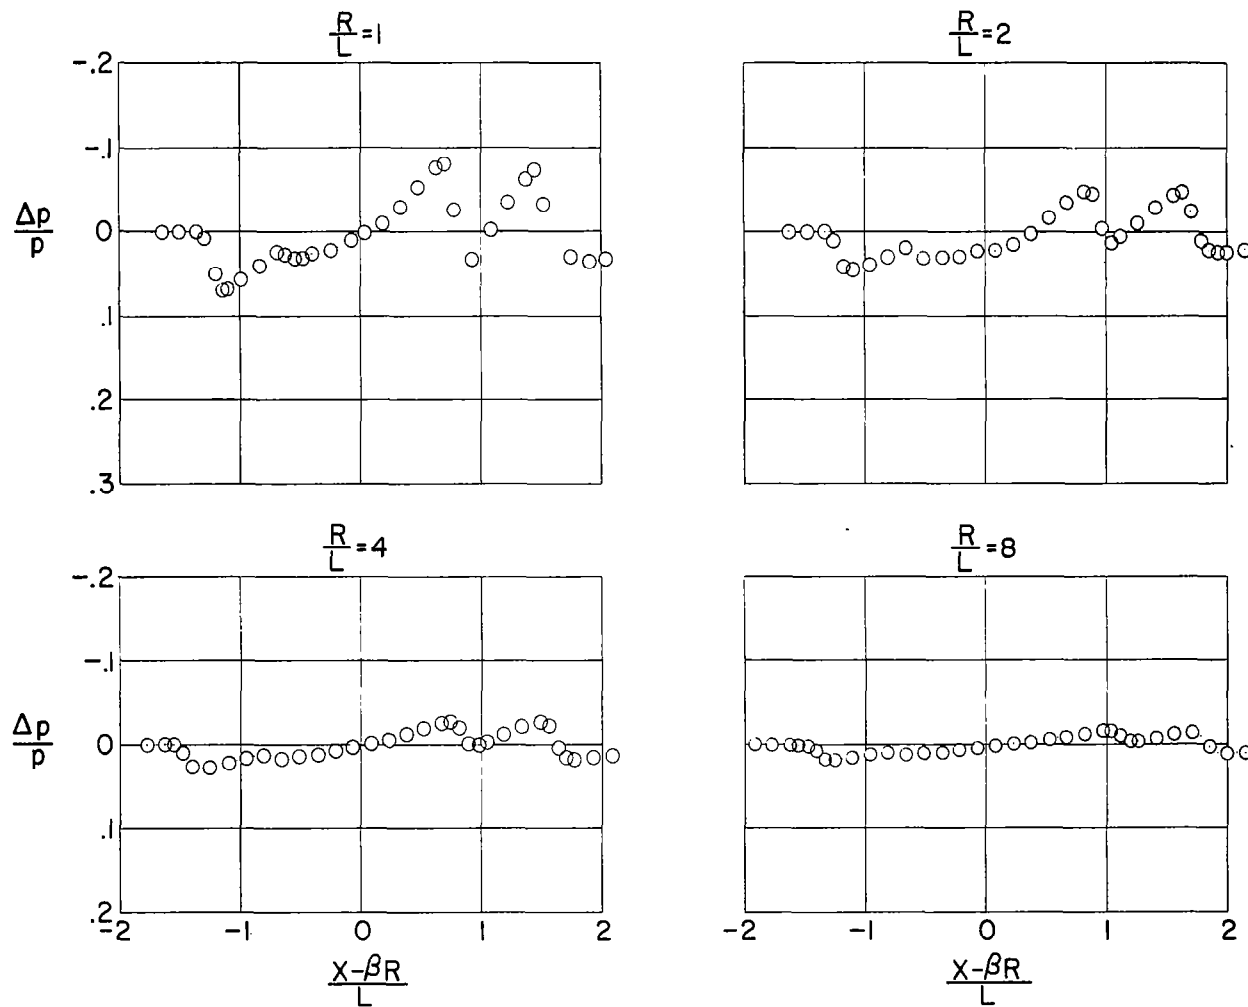 R/L =1
R/L =2
-.2
-.1
0
.1
.2
.3
Δp/p
R/L =4
R/L =8
-.2
-.1
0
.1
.2
Δp/p
-2 -1 0 1 2
-2 -1 0 1 2
X-βR/L
X-βR/L